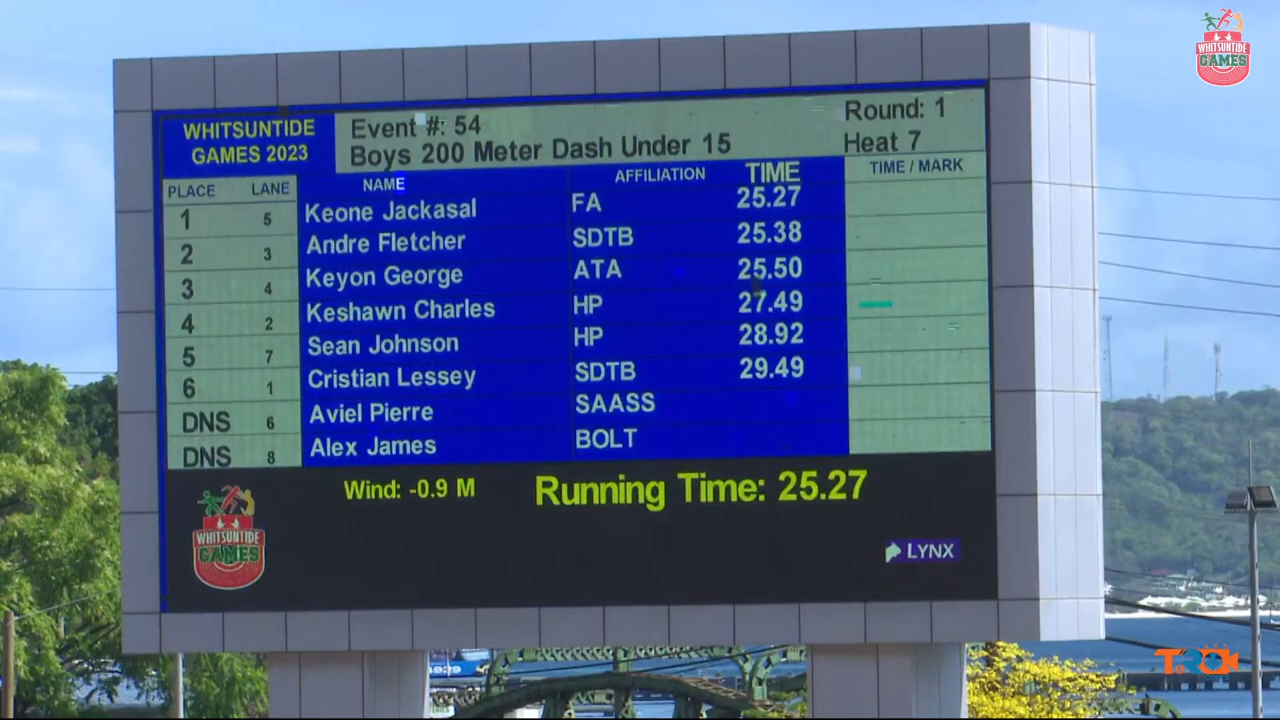 WHITSUNTIDE
GAMES
WHITSUNTIDE
GAMES 2023
Event #: 54
Boys 200 Meter Dash Under 15
Round: 1
Heat 7
PLACE LANE NAME AFFILIATION TIME TIME / MARK
1 5 Keone Jackasal FA 25.27
2 3 Andre Fletcher SDTB 25.38
3 4 Keyon George ATA 25.50
4 2 Keshawn Charles HP 27.49
5 7 Sean Johnson HP 28.92
6 1 Cristian Lessey SDTB 29.49
DNS 6 Aviel Pierre SAASS
DNS 8 Alex James BOLT
Wind: -0.9 M Running Time: 25.27
WHITSUNTIDE
GAMES
LYNX